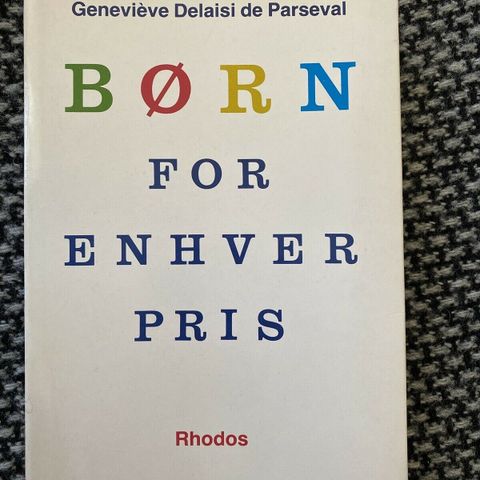 Geneviève Delaisi de Parseval
BØRN
FOR
ENHVER
PRIS
Rhodos